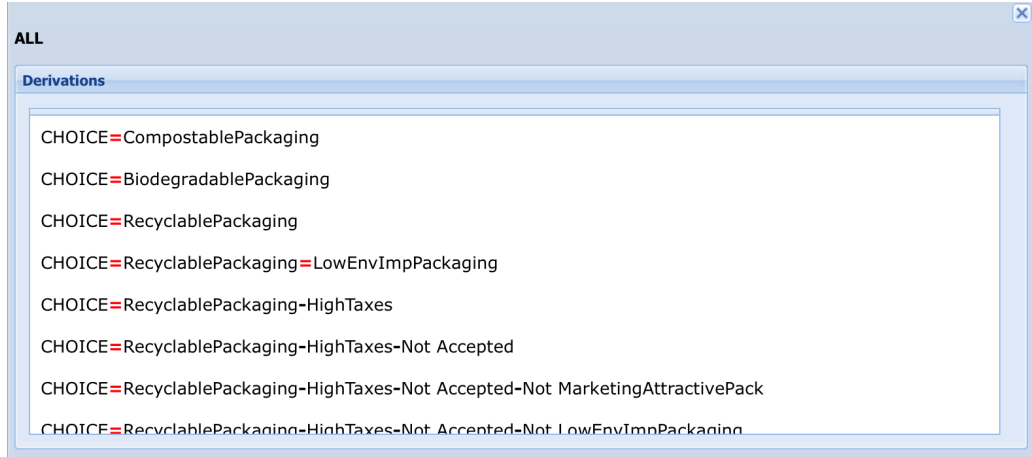 ALL
Derivations
CHOICE=CompostablePackaging
CHOICE=BiodegradablePackaging
CHOICE=RecyclablePackaging
CHOICE=RecyclablePackaging=LowEnvImpPackaging
CHOICE=RecyclablePackaging-HighTaxes
CHOICE=RecyclablePackaging-HighTaxes-Not Accepted
CHOICE=RecyclablePackaging-HighTaxes-Not Accepted-Not MarketingAttractivePack
CHOICE=RecyclablePackaging-HighTaxes-Not Accepted-Not LowEnvImpPackaging